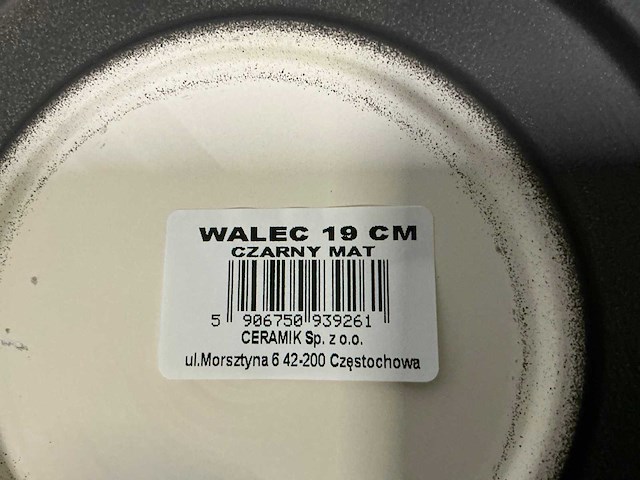 WALEC 19 CM
CZARNY MAT
5 906750 939261
CERAMIK Sp. z o.o.
ul.Morsztyna 6 42-200 Częstochowa